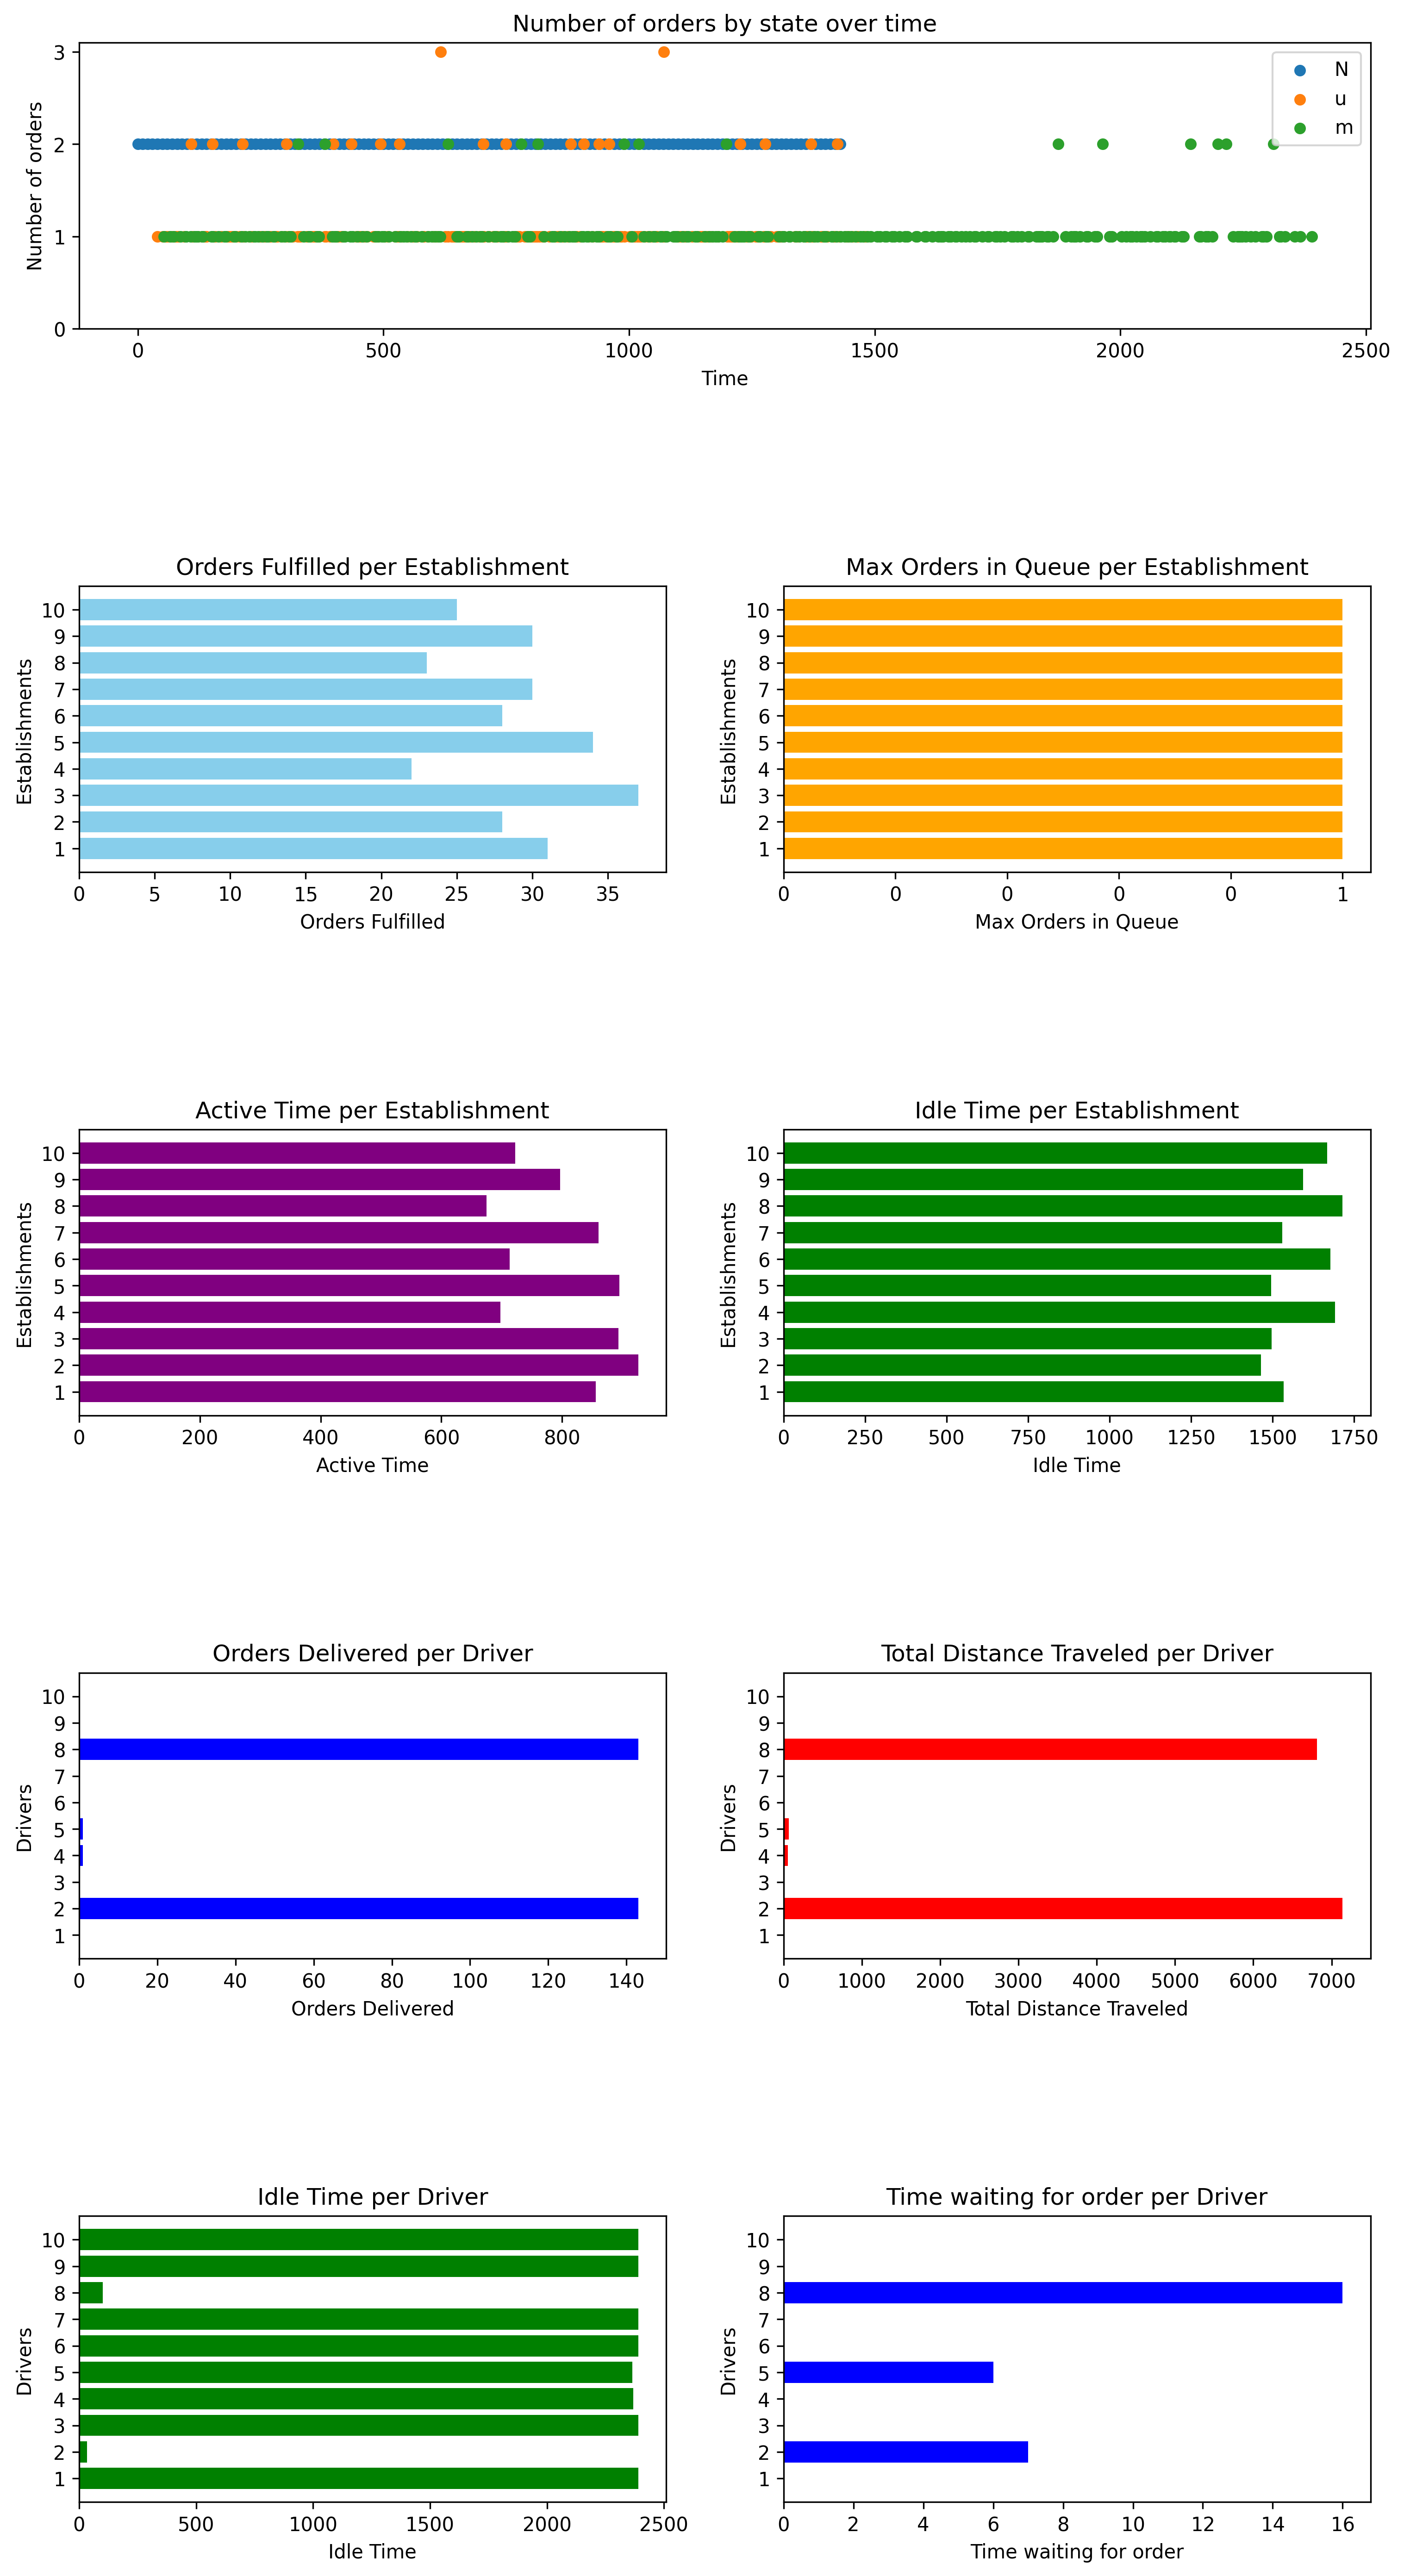 Number of orders by state over time
3
2
1
0
Number of orders
N
u
m
0 500 1000 1500 2000 2500
Time
Orders Fulfilled per Establishment
10
9
8
7
6
5
4
3
2
1
Establishments
0 5 10 15 20 25 30 35
Orders Fulfilled
Max Orders in Queue per Establishment
10
9
8
7
6
5
4
3
2
1
Establishments
0 0 0 0 0 1
Max Orders in Queue
Active Time per Establishment
10
9
8
7
6
5
4
3
2
1
Establishments
0 200 400 600 800
Active Time
Idle Time per Establishment
10
9
8
7
6
5
4
3
2
1
Establishments
0 250 500 750 1000 1250 1500 1750
Idle Time
Orders Delivered per Driver
10
9
8
7
6
5
4
3
2
1
Drivers
0 20 40 60 80 100 120 140
Orders Delivered
Total Distance Traveled per Driver
10
9
8
7
6
5
4
3
2
1
Drivers
0 1000 2000 3000 4000 5000 6000 7000
Total Distance Traveled
Idle Time per Driver
10
9
8
7
6
5
4
3
2
1
Drivers
0 500 1000 1500 2000 2500
Idle Time
Time waiting for order per Driver
10
9
8
7
6
5
4
3
2
1
Drivers
0 2 4 6 8 10 12 14 16
Time waiting for order